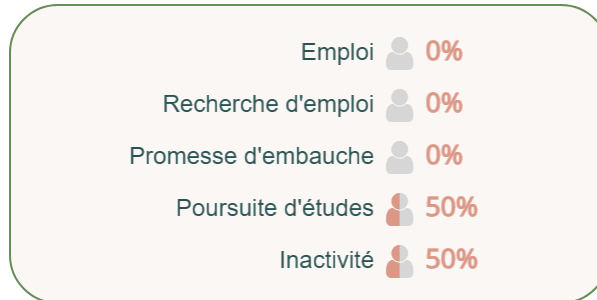 Emploi 0%
Recherche d'emploi 0%
Promesse d'embauche 0%
Poursuite d'études 50%
Inactivité 50%